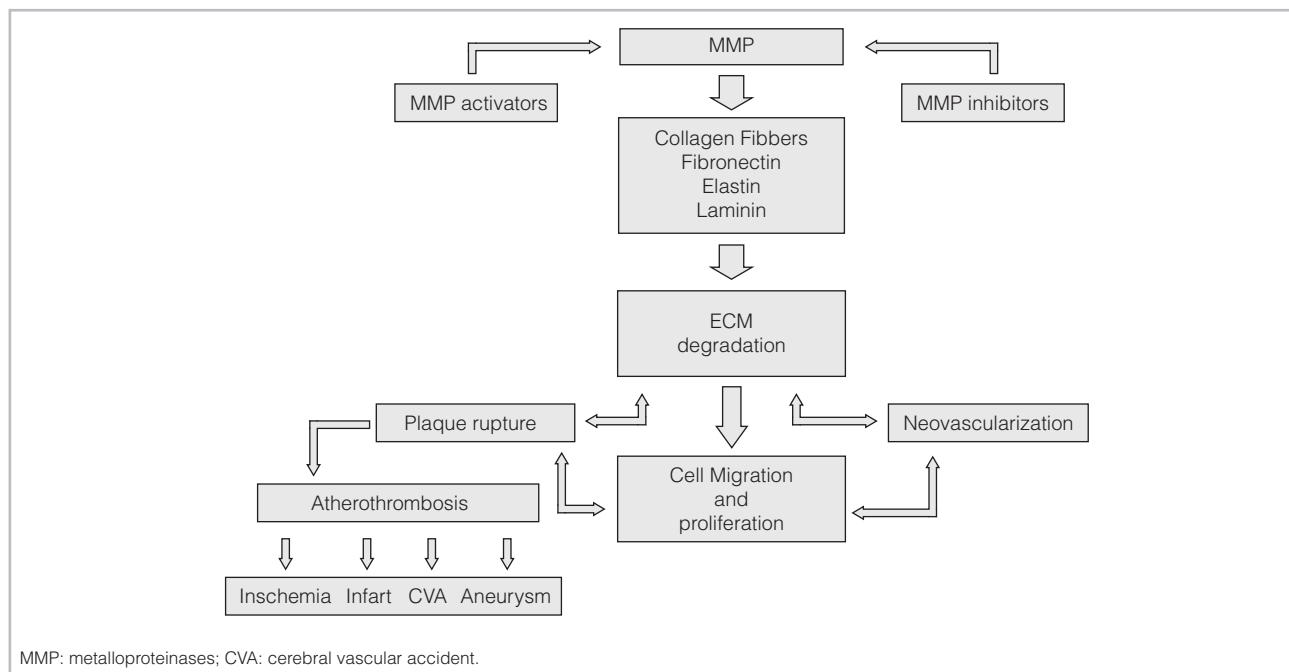 MMP
MMP activators
MMP inhibitors
Collagen Fibbers
Fibronectin
Elastin
Laminin
ECM
degradation
Plaque rupture
Neovascularization
Cell Migration
and
proliferation
Atherothrombosis
Inschemia Infart CVA Aneurysm
MMP: metalloproteinases; CVA: cerebral vascular accident.